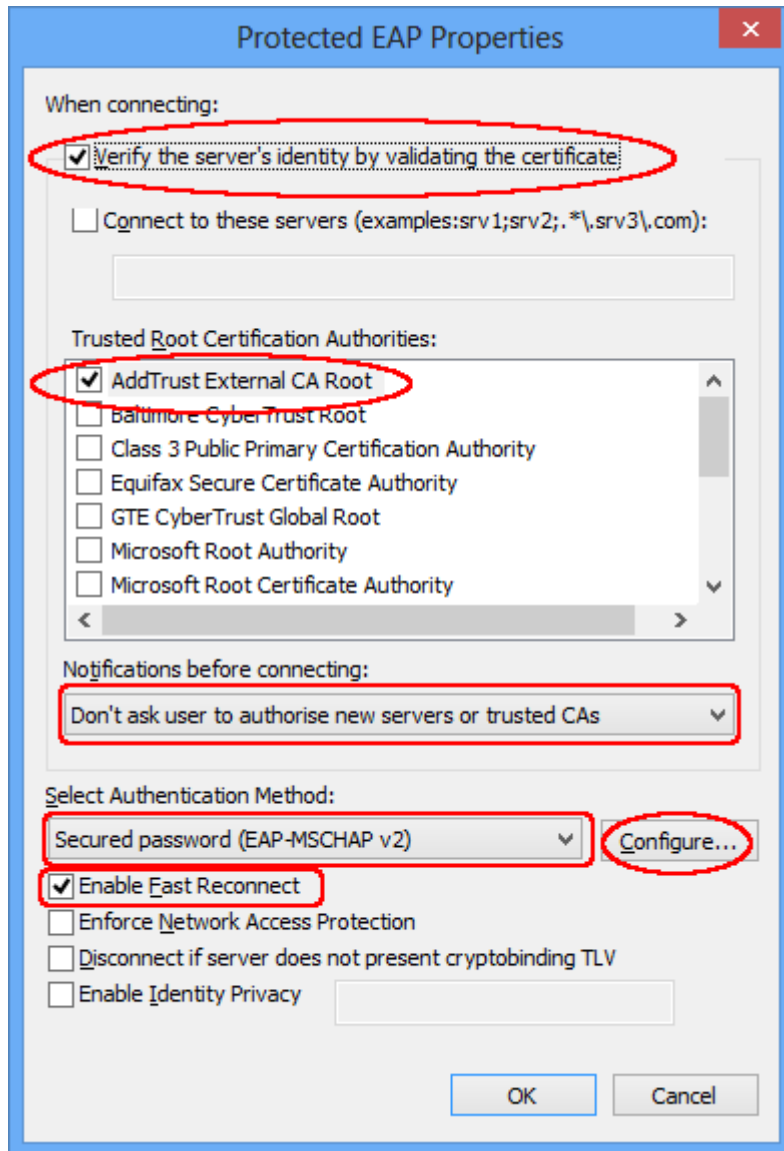 Protected EAP Properties
When connecting:
Verify the server's identity by validating the certificate
Connect to these servers (examples:srv1;srv2;.*\.srv3\.com):
Trusted Root Certification Authorities:
AddTrust External CA Root
Baltimore CyberTrust Root
Class 3 Public Primary Certification Authority
Equifax Secure Certificate Authority
GTE CyberTrust Global Root
Microsoft Root Authority
Microsoft Root Certificate Authority
Notifications before connecting:
Don't ask user to authorise new servers or trusted CAs
Select Authentication Method:
Secured password (EAP-MSCHAP v2)
Configure...
Enable Fast Reconnect
Enforce Network Access Protection
Disconnect if server does not present cryptobinding TLV
Enable Identity Privacy
OK
Cancel